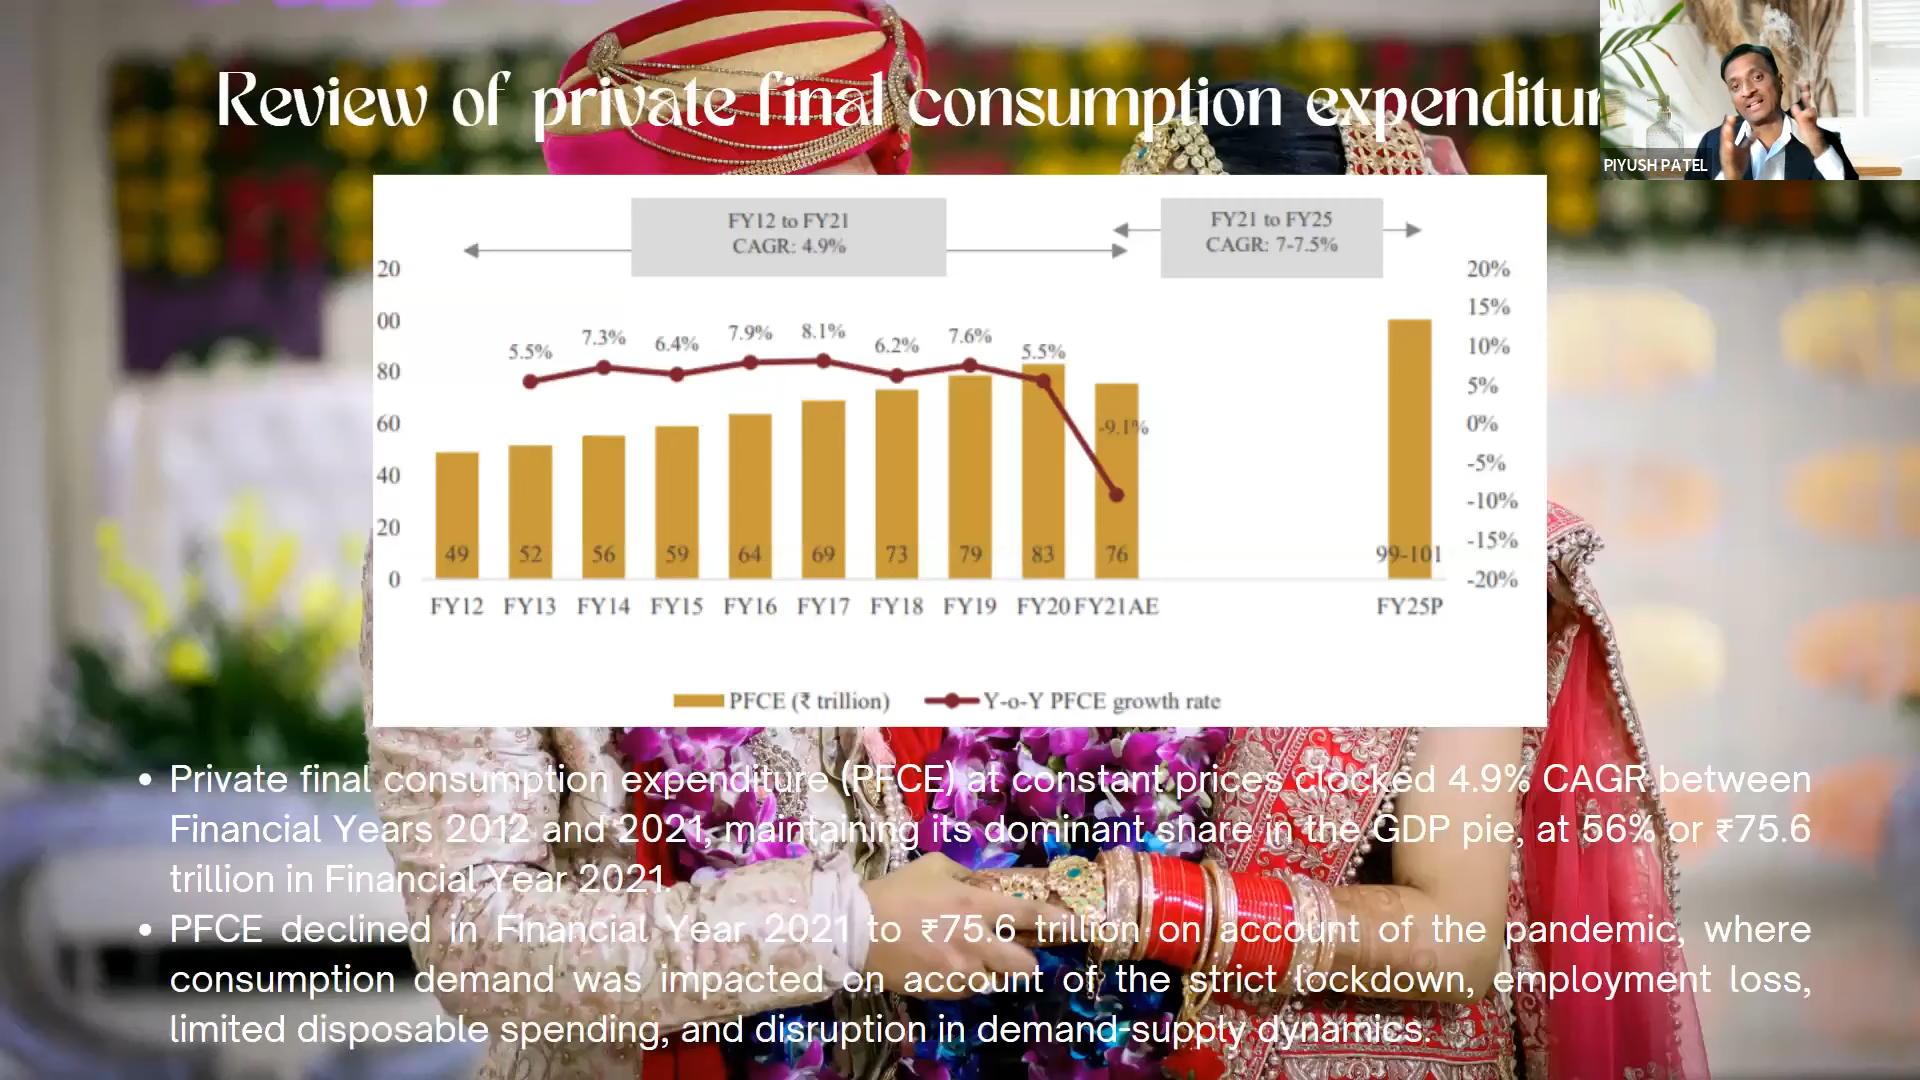 Review of private final consumption expenditur
PIYUSH PATEL
FY12 to FY21
CAGR: 4.9%
FY21 to FY25
CAGR: 7-7.5%
20
00
80
60
40
20
0
20%
15%
10%
5%
0%
-5%
-10%
-15%
-20%
5.5%
7.3%
6.4%
7.9%
8.1%
6.2%
7.6%
5.5%
-9.1%
49 52 56 59 64 69 73 79 83 76 99-101
FY12 FY13 FY14 FY15 FY16 FY17 FY18 FY19 FY20 FY21AE FY25P
PFCE (₹ trillion) Y-o-Y PFCE growth rate
• Private final consumption expenditure (PFCE) at constant prices clocked 4.9% CAGR between
Financial Years 2012 and 2021, maintaining its dominant share in the GDP pie, at 56% or ₹75.6
trillion in Financial Year 2021.
• PFCE declined in Financial Year 2021 to ₹75.6 trillion on account of the pandemic, where
consumption demand was impacted on account of the strict lockdown, employment loss,
limited disposable spending, and disruption in demand-supply dynamics.